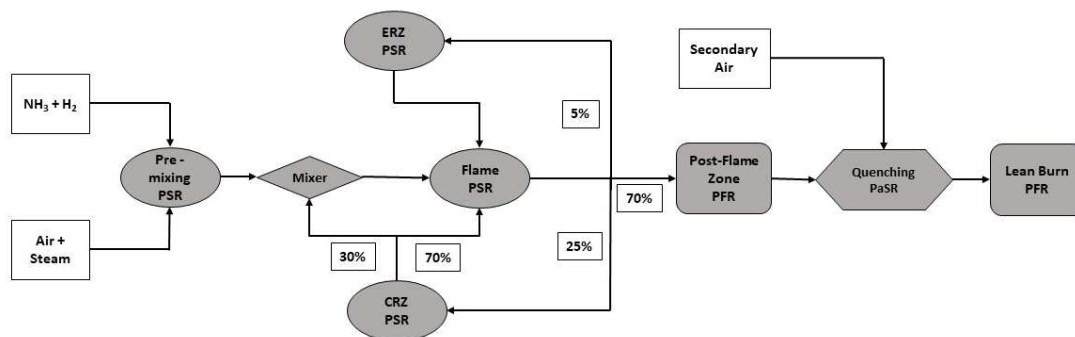 NH₃ + H₂
Air +
Steam
Pre -
mixing
PSR
Mixer
ERZ
PSR
Flame
PSR
30%
70%
CRZ
PSR
5%
70%
25%
Secondary
Air
Post-Flame
Zone
PFR
Quenching
PaSR
Lean Burn
PFR